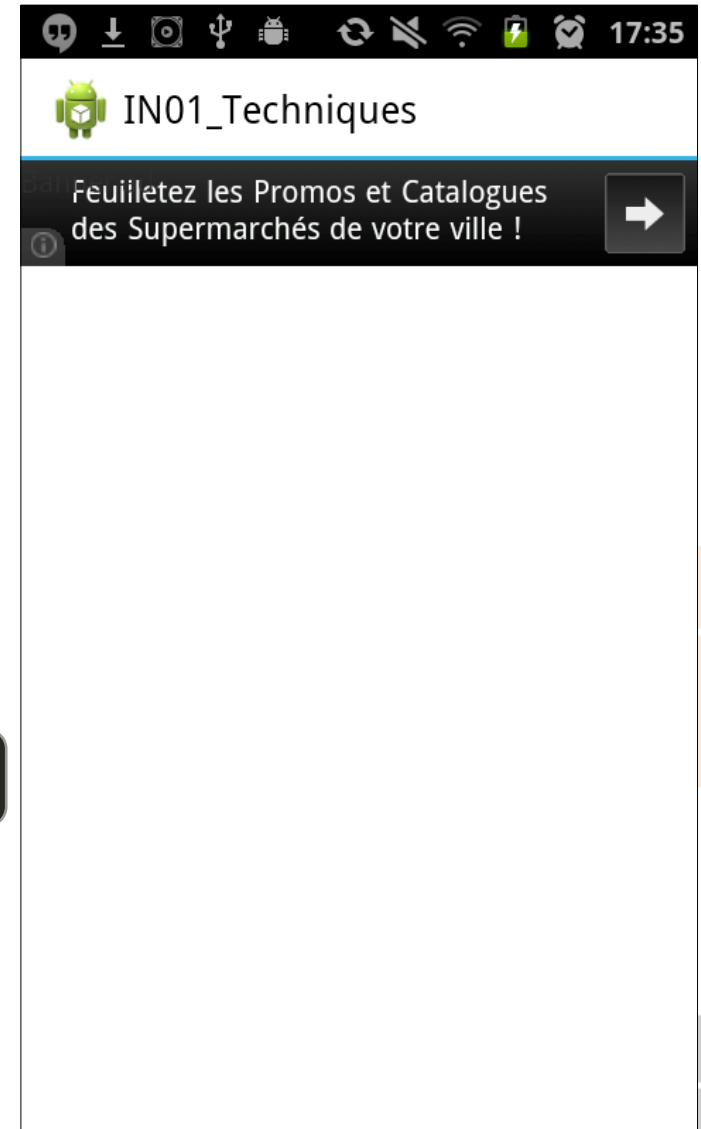 17:35
IN01_Techniques
Feuilletez les Promos et Catalogues
des Supermarchés de votre ville !